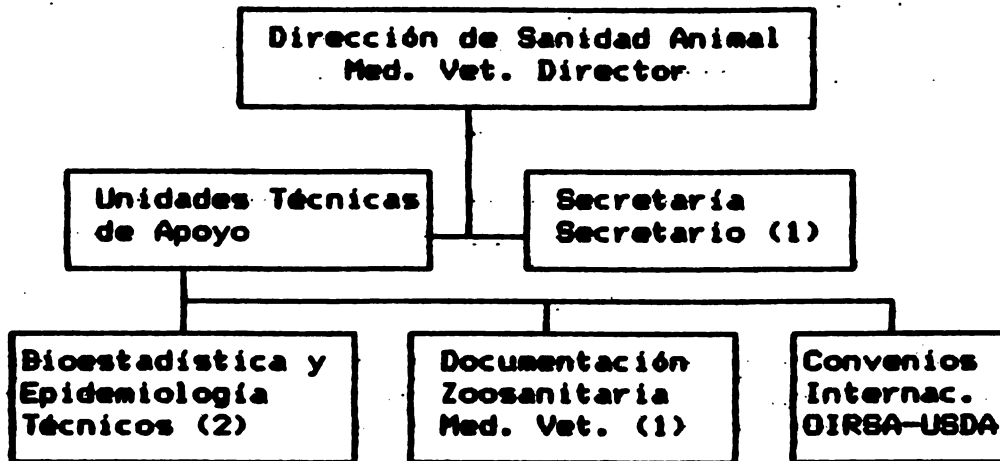 Dirección de Sanidad Animal
Med. Vet. Director
Unidades Técnicas
de Apoyo
Secretaría
Secretario (1)
Bioestadística y
Epidemiología
Técnicos (2)
Documentación
Zoosanitaria
Med. Vet. (1)
Convenios
Internac.
OIRSA-USDA